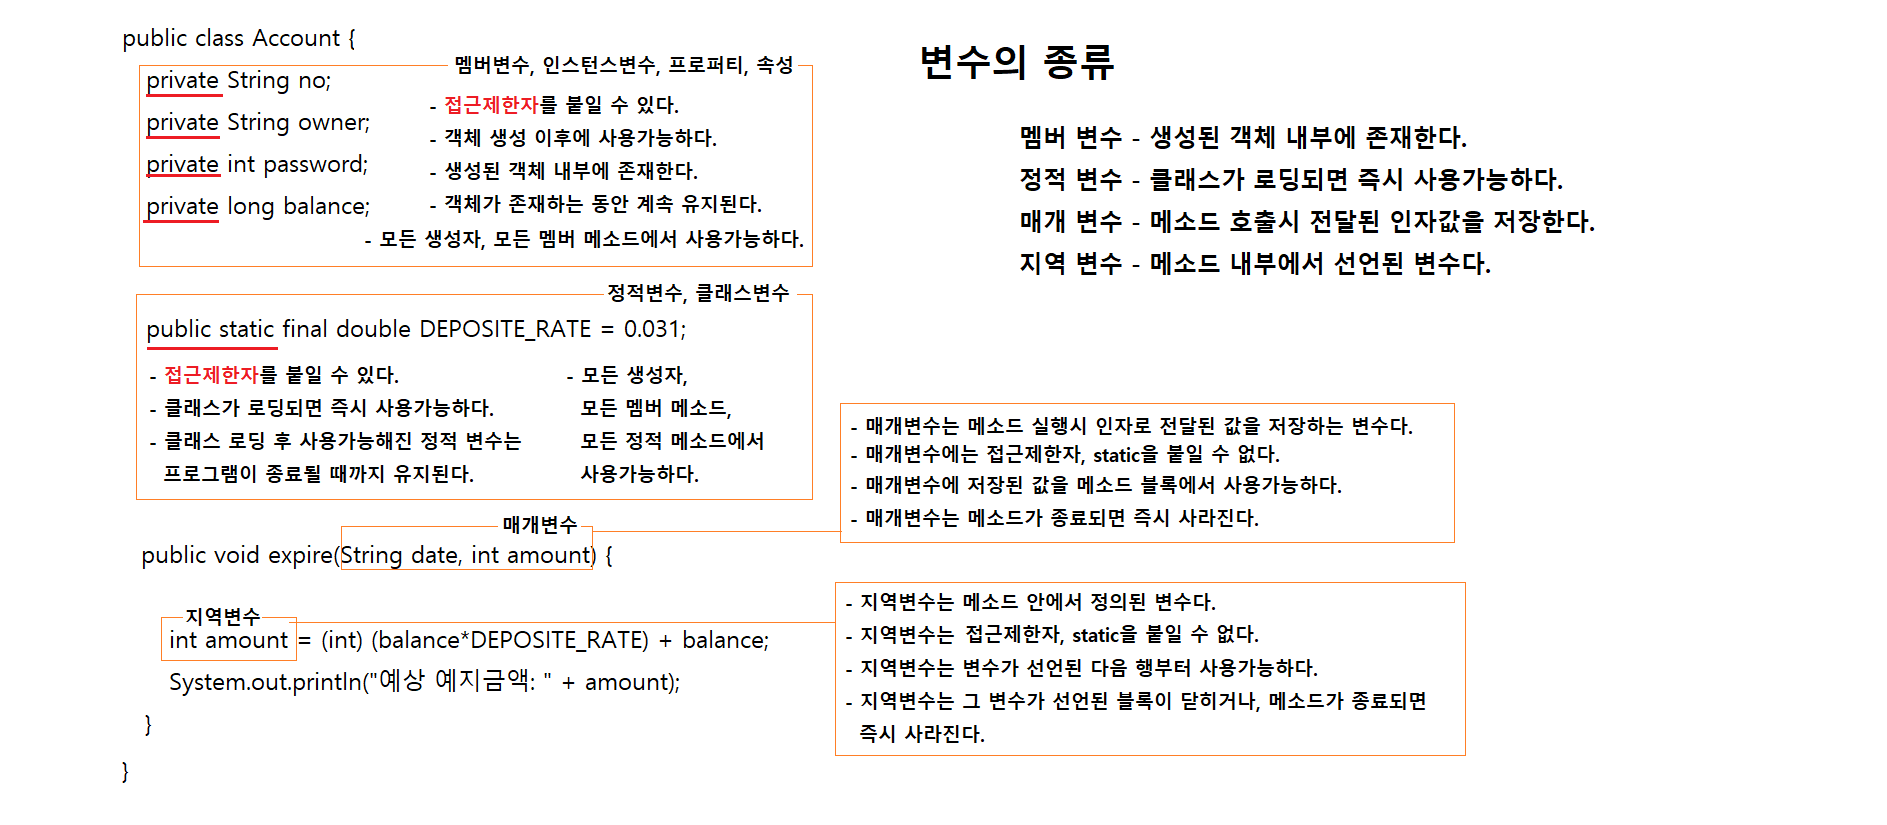 public class Account {
멤버변수, 인스턴스변수, 프로퍼티, 속성
private String no;
private String owner;
private int password;
private long balance;
- 접근제한자를 붙일 수 있다.
- 객체 생성 이후에 사용가능하다.
- 생성된 객체 내부에 존재한다.
- 객체가 존재하는 동안 계속 유지된다.
- 모든 생성자, 모든 멤버 메소드에서 사용가능하다.
변수의 종류
멤버 변수 - 생성된 객체 내부에 존재한다.
정적 변수 - 클래스가 로딩되면 즉시 사용가능하다.
매개 변수 - 메소드 호출시 전달된 인자값을 저장한다.
지역 변수 - 메소드 내부에서 선언된 변수다.
정적변수, 클래스변수
public static final double DEPOSITE_RATE = 0.031;
- 접근제한자를 붙일 수 있다.
- 클래스가 로딩되면 즉시 사용가능하다.
- 클래스 로딩 후 사용가능해진 정적 변수는
프로그램이 종료될 때까지 유지된다.
- 모든 생성자,
모든 멤버 메소드,
모든 정적 메소드에서
사용가능하다.
매개변수
public void expire(String date, int amount) {
- 매개변수는 메소드 실행시 인자로 전달된 값을 저장하는 변수다.
- 매개변수에는 접근제한자, static을 붙일 수 없다.
- 매개변수에 저장된 값을 메소드 블록에서 사용가능하다.
- 매개변수는 메소드가 종료되면 즉시 사라진다.
지역변수
int amount = (int) (balance*DEPOSITE_RATE) + balance;
System.out.println("예상 예지금액: " + amount);
}
}
- 지역변수는 메소드 안에서 정의된 변수다.
- 지역변수는 접근제한자, static을 붙일 수 없다.
- 지역변수는 변수가 선언된 다음 행부터 사용가능하다.
- 지역변수는 그 변수가 선언된 블록이 닫히거나, 메소드가 종료되면
즉시 사라진다.